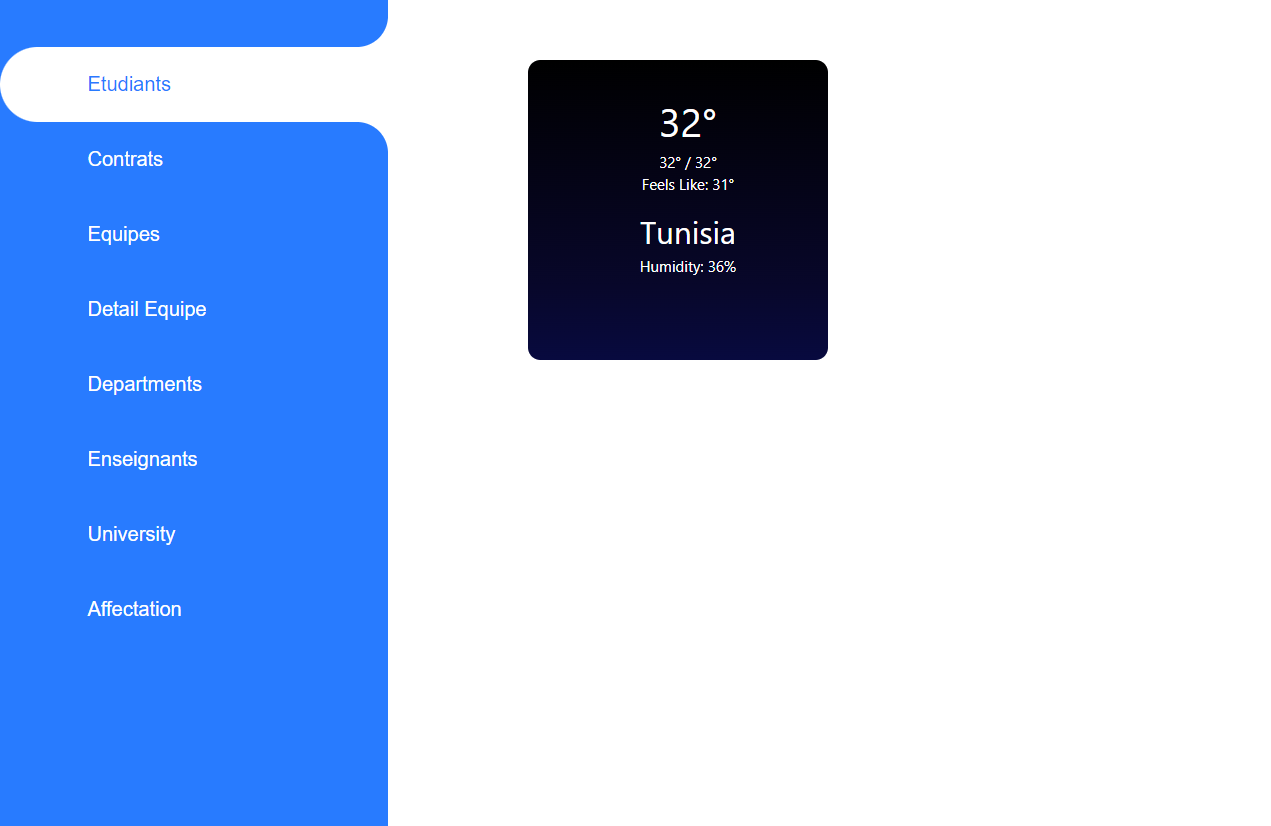 Etudiants
Contrats
Equipes
Detail Equipe
Departments
Enseignants
University
Affectation
32°
32° / 32°
Feels Like: 31°
Tunisia
Humidity: 36%